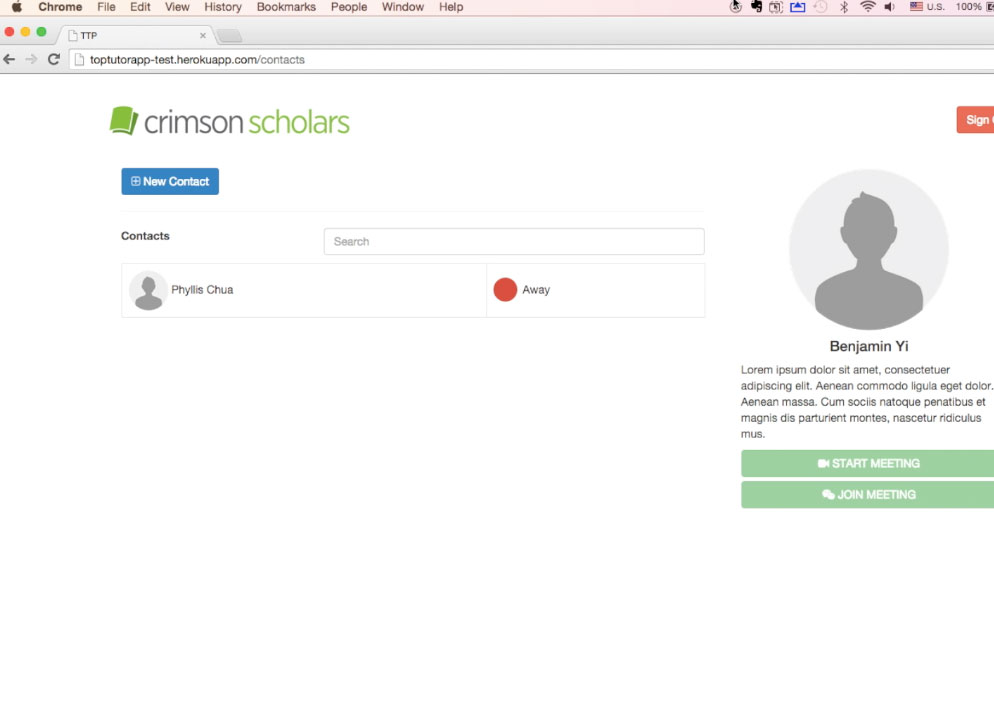 Chrome File Edit View History Bookmarks People Window Help U.S. 100%
TTP
toptutorapp-test.herokuapp.com/contacts
crimson scholars
Sign
New Contact
Contacts
Search
Phyllis Chua
Away
Benjamin Yi
Lorem ipsum dolor sit amet, consectetuer
adipiscing elit. Aenean commodo ligula eget dolor.
Aenean massa. Cum sociis natoque penatibus et
magnis dis parturient montes, nascetur ridiculus
mus.
START MEETING
JOIN MEETING